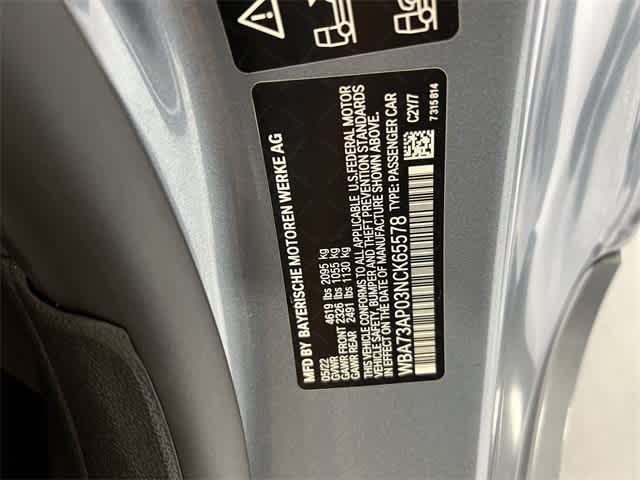 MFD BY BAYERISCHE MOTOREN WERKE AG
05/22
GVWR 4619 lbs 2095 kg
GAWR FRONT 2326 lbs 1055 kg
GAWR REAR 2491 lbs 1130 kg
VEHICLE CONFORMS TO ALL APPLICABLE U.S.FEDERAL MOTOR
VEHICLE SAFETY, BUMPER AND THEFT PREVENTION STANDARDS
IN EFFECT ON THE DATE OF MANUFACTURE SHOWN ABOVE.
WBA73AP03NCK65578 TYPE: PASSENGER CAR
C2Y/7
7 315 814